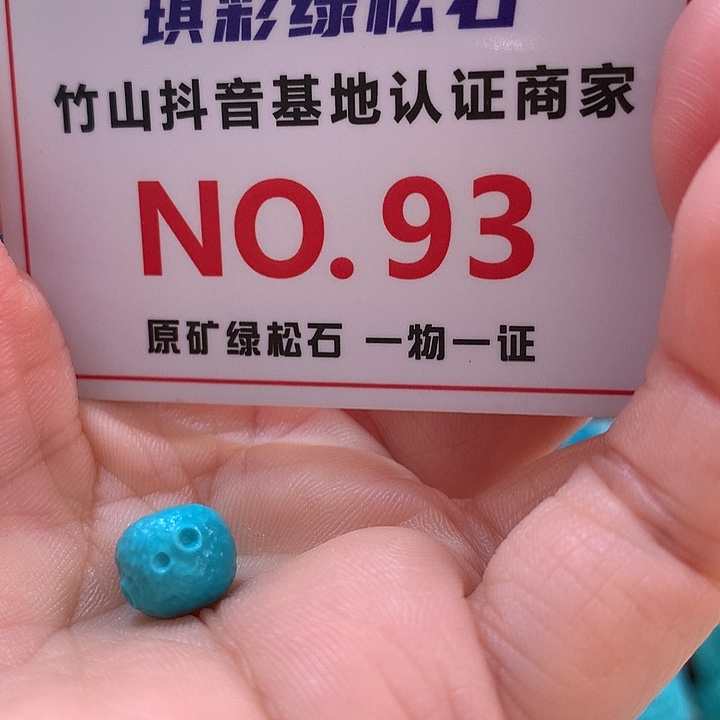 琪彩绿松石
竹山抖音基地认证商家
NO.93
原矿绿松石 一物一证